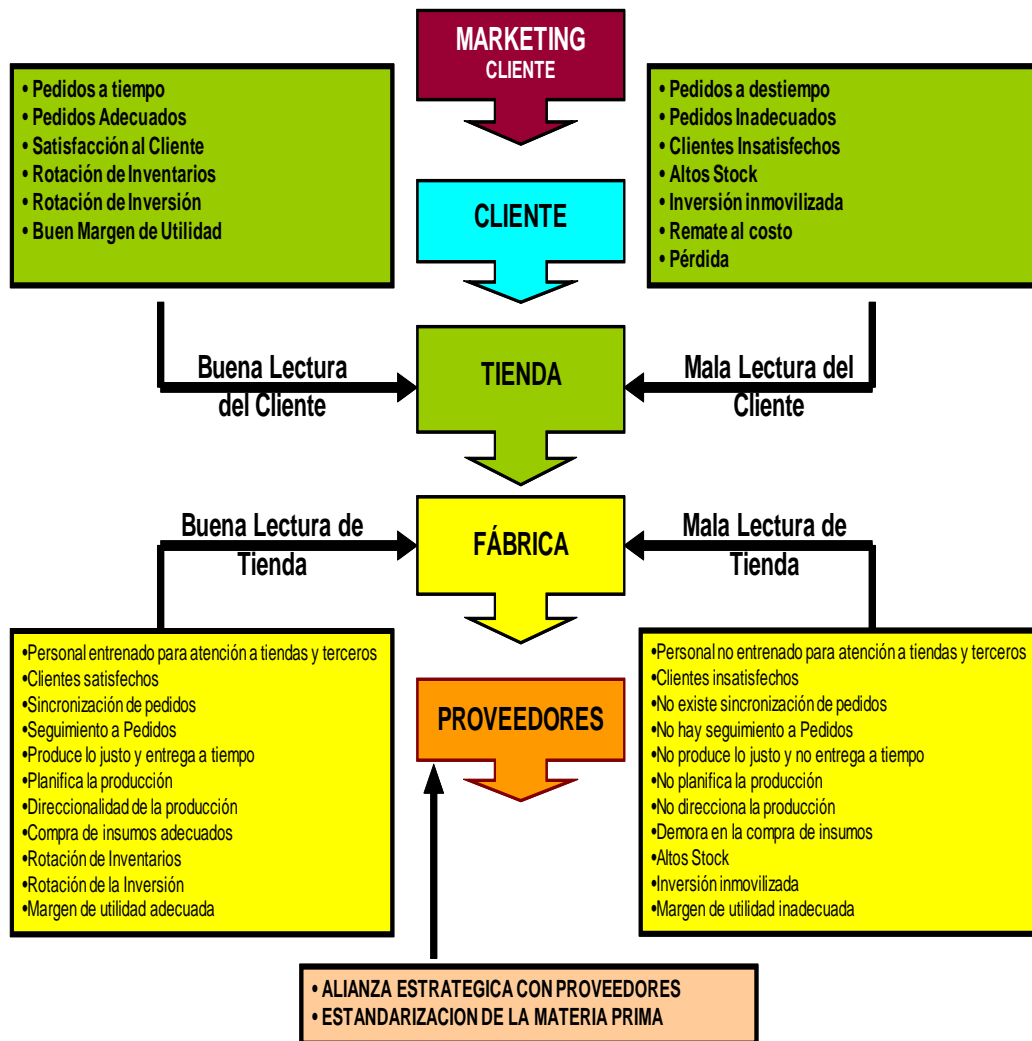 MARKETING
CLIENTE
• Pedidos a tiempo
• Pedidos Adecuados
• Satisfacción al Cliente
• Rotación de Inventarios
• Rotación de Inversión
• Buen Margen de Utilidad
• Pedidos a destiempo
• Pedidos Inadecuados
• Clientes Insatisfechos
• Altos Stock
• Inversión inmovilizada
• Remate al costo
• Pérdida
CLIENTE
Buena Lectura
del Cliente
TIENDA
Mala Lectura del
Cliente
Buena Lectura de
Tienda
FÁBRICA
Mala Lectura de
Tienda
•Personal entrenado para atención a tiendas y terceros
•Clientes satisfechos
•Sincronización de pedidos
•Seguimiento a Pedidos
•Produce lo justo y entrega a tiempo
•Planifica la producción
•Direccionalidad de la producción
•Compra de insumos adecuados
•Rotación de Inventarios
•Rotación de la Inversión
•Margen de utilidad adecuada
PROVEEDORES
•Personal no entrenado para atención a tiendas y terceros
•Clientes insatisfechos
•No existe sincronización de pedidos
•No hay seguimiento a Pedidos
•No produce lo justo y no entrega a tiempo
•No planifica la producción
•No direcciona la producción
•Demora en la compra de insumos
•Altos Stock
•Inversión inmovilizada
•Margen de utilidad inadecuada
• ALIANZA ESTRATEGICA CON PROVEEDORES
• ESTANDARIZACION DE LA MATERIA PRIMA